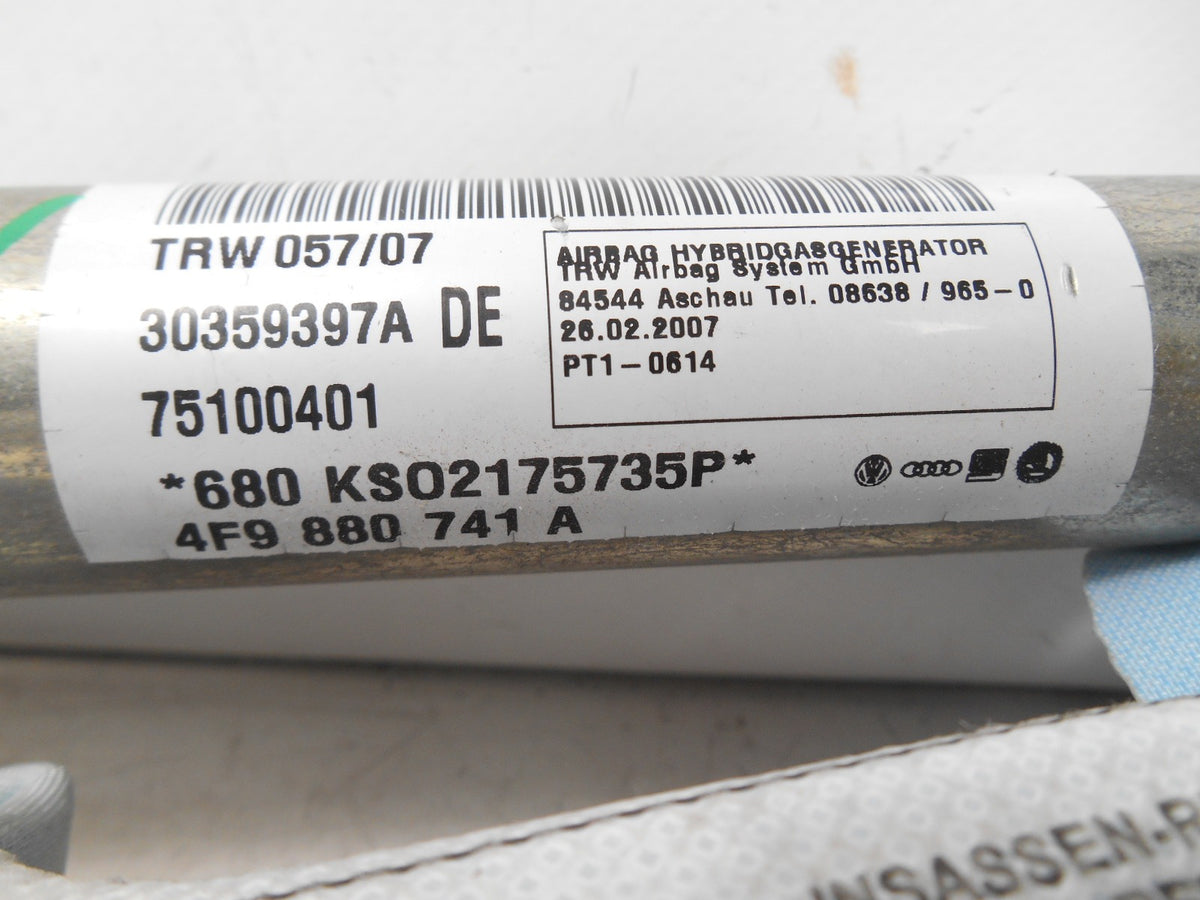 TRW 057/07
30359397A DE
75100401
*680 KSO2175735P*
4F9 880 741 A
AIRBAG HYBRIDGASGENERATOR
TRW Airbag System GmbH
84544 Aschau Tel. 08638 / 965-0
26.02.2007
PT1-0614
INSASSEN-R